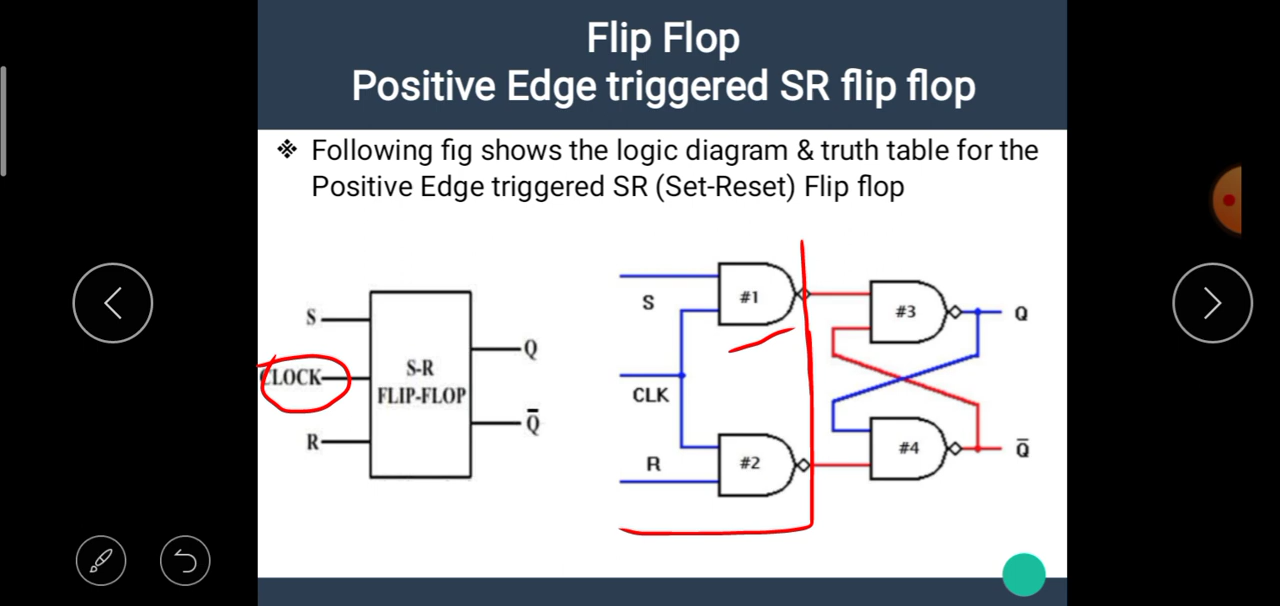 Flip Flop
Positive Edge triggered SR flip flop
❖ Following fig shows the logic diagram & truth table for the
Positive Edge triggered SR (Set-Reset) Flip flop
S
CLOCK
R
S-R
FLIP-FLOP
Q
Q̅
S
CLK
R
#1
#2
#3
#4
Q
Q̅